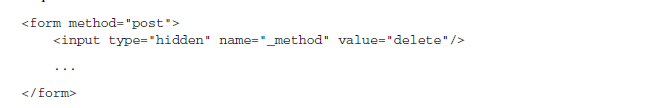 <form method="post">
    <input type="hidden" name="_method" value="delete"/>
    ...
</form>